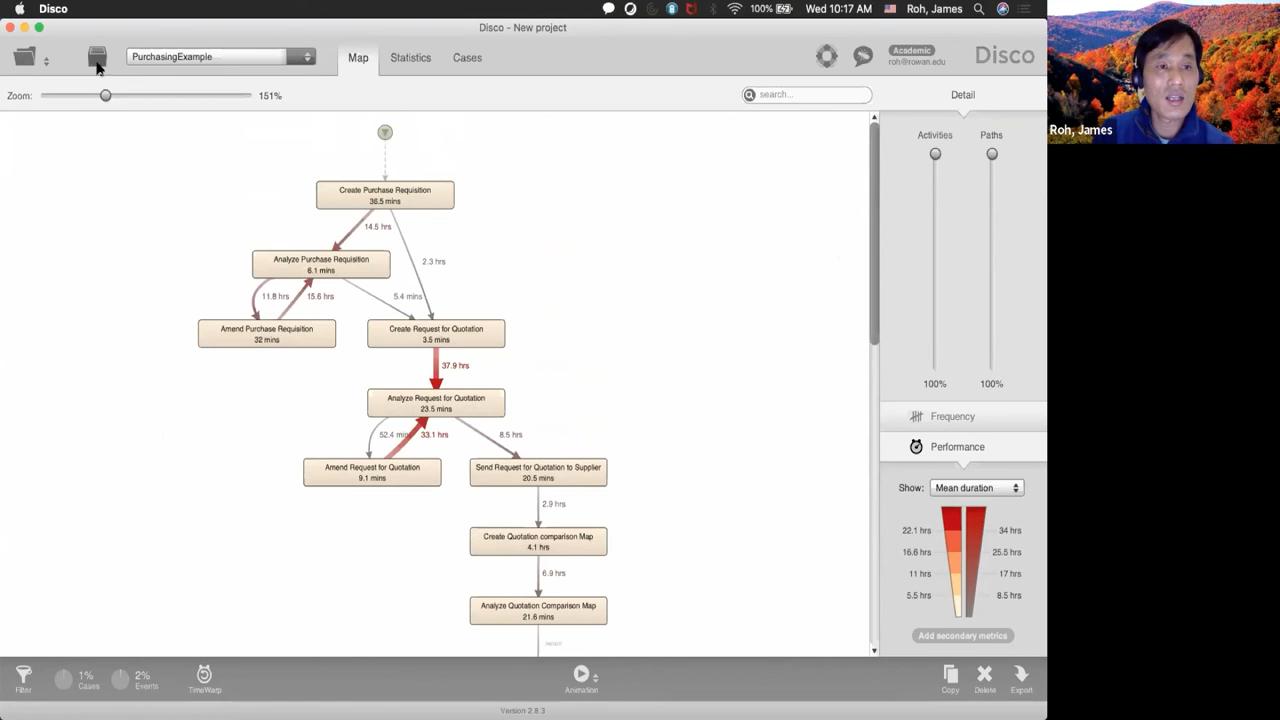 Disco
100%
Wed 10:17 AM
Roh, James
Disco - New project
PurchasingExample
Map
Statistics
Cases
Academic
roh@rowan.edu
Disco
Zoom:
151%
search...
Detail
Roh, James
Activities
Paths
Create Purchase Requisition
36.5 mins
14.5 hrs
2.3 hrs
Analyze Purchase Requisition
6.1 mins
11.8 hrs
15.6 hrs
5.4 mins
Amend Purchase Requisition
32 mins
Create Request for Quotation
3.5 mins
37.9 hrs
100%
100%
Analyze Request for Quotation
23.5 mins
Frequency
52.4 mins
33.1 hrs
8.5 hrs
Performance
Amend Request for Quotation
9.1 mins
Send Request for Quotation to Supplier
20.5 mins
Show:
Mean duration
2.9 hrs
22.1 hrs
34 hrs
Create Quotation comparison Map
4.1 hrs
16.6 hrs
25.5 hrs
6.9 hrs
11 hrs
17 hrs
5.5 hrs
8.5 hrs
Analyze Quotation Comparison Map
21.6 mins
Add secondary metrics
Filter
1%
Cases
2%
Events
TimeWarp
Animation
Copy
Delete
Export
Version 2.8.3